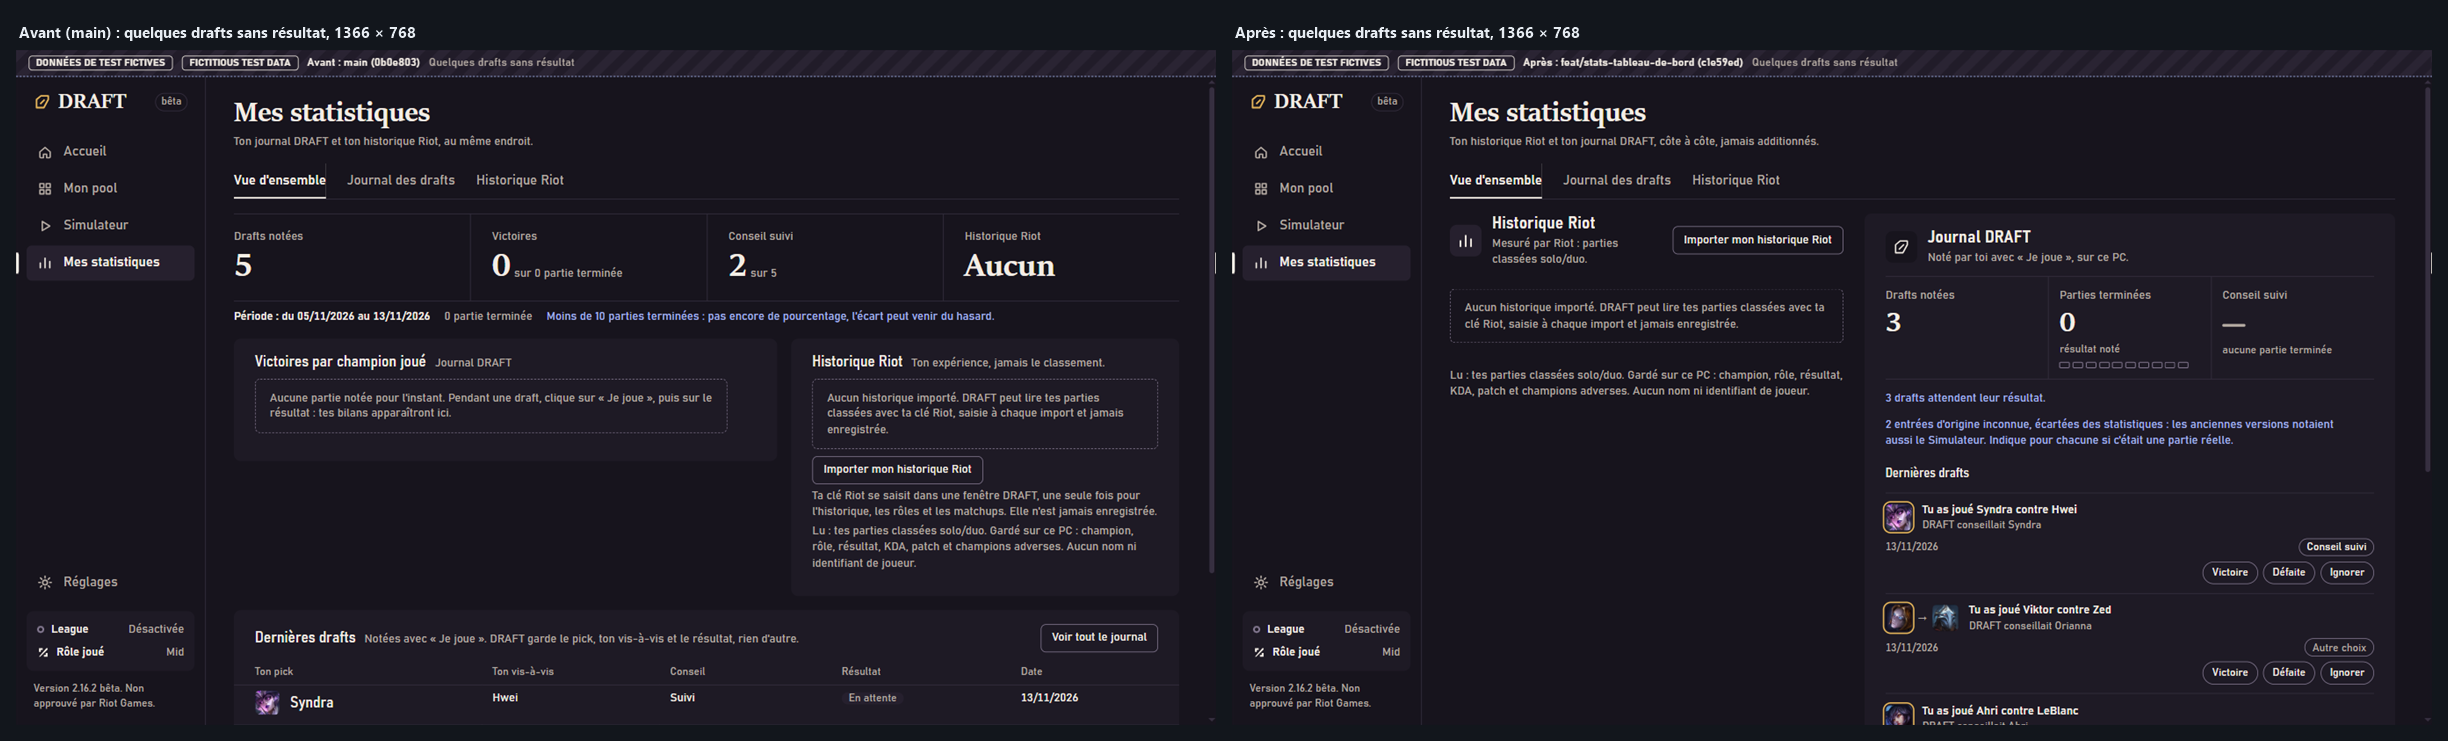 Avant (main) : quelques drafts sans résultat, 1366 × 768
DONNÉES DE TEST FICTIVES FICTITIOUS TEST DATA Avant : main (0b0e803) Quelques drafts sans résultat
DRAFT bêta
Accueil
Mon pool
Simulateur
Mes statistiques
Réglages
League Désactivée
Rôle joué Mid
Version 2.16.2 bêta. Non
approuvé par Riot Games.
Mes statistiques
Ton journal DRAFT et ton historique Riot, au même endroit.
Vue d'ensemble Journal des drafts Historique Riot
Drafts notées
5
Victoires
0 sur 0 partie terminée
Conseil suivi
2 sur 5
Historique Riot
Aucun
Période : du 05/11/2026 au 13/11/2026 0 partie terminée Moins de 10 parties terminées : pas encore de pourcentage, l'écart peut venir du hasard.
Victoires par champion joué Journal DRAFT
Aucune partie notée pour l'instant. Pendant une draft, clique sur « Je joue », puis sur le
résultat : tes bilans apparaîtront ici.
Historique Riot Ton expérience, jamais le classement.
Aucun historique importé. DRAFT peut lire tes parties
classées avec ta clé Riot, saisie à chaque import et jamais
enregistrée.
Importer mon historique Riot
Ta clé Riot se saisit dans une fenêtre DRAFT, une seule fois pour
l'historique, les rôles et les matchups. Elle n'est jamais enregistrée.
Lu : tes parties classées solo/duo. Gardé sur ce PC : champion,
rôle, résultat, KDA, patch et champions adverses. Aucun nom ni
identifiant de joueur.
Dernières drafts Notées avec « Je joue ». DRAFT garde le pick, ton vis-à-vis et le résultat, rien d'autre.
Voir tout le journal
Ton pick Ton vis-à-vis Conseil Résultat Date
Syndra Hwei Suivi En attente 13/11/2026
Après : quelques drafts sans résultat, 1366 × 768
DONNÉES DE TEST FICTIVES FICTITIOUS TEST DATA Après : feat/stats-tableau-de-bord (c1e59ed) Quelques drafts sans résultat
DRAFT bêta
Accueil
Mon pool
Simulateur
Mes statistiques
Réglages
League Désactivée
Rôle joué Mid
Version 2.16.2 bêta. Non
approuvé par Riot Games.
Mes statistiques
Ton historique Riot et ton journal DRAFT, côte à côte, jamais additionnés.
Vue d'ensemble Journal des drafts Historique Riot
Historique Riot
Mesuré par Riot : parties
classées solo/duo.
Importer mon historique Riot
Aucun historique importé. DRAFT peut lire tes parties classées avec ta
clé Riot, saisie à chaque import et jamais enregistrée.
Lu : tes parties classées solo/duo. Gardé sur ce PC : champion, rôle, résultat,
KDA, patch et champions adverses. Aucun nom ni identifiant de joueur.
Journal DRAFT
Noté par toi avec « Je joue », sur ce PC.
Drafts notées
3
Parties terminées
0
résultat noté
Conseil suivi
—
aucune partie terminée
3 drafts attendent leur résultat.
2 entrées d'origine inconnue, écartées des statistiques : les anciennes versions notaient
aussi le Simulateur. Indique pour chacune si c'était une partie réelle.
Dernières drafts
Tu as joué Syndra contre Hwei
DRAFT conseillait Syndra
13/11/2026 Conseil suivi
Victoire Défaite Ignorer
→ Tu as joué Viktor contre Zed
DRAFT conseillait Orianna
13/11/2026 Autre choix
Victoire Défaite Ignorer
Tu as joué Ahri contre LeBlanc
DRAFT conseillait Ahri